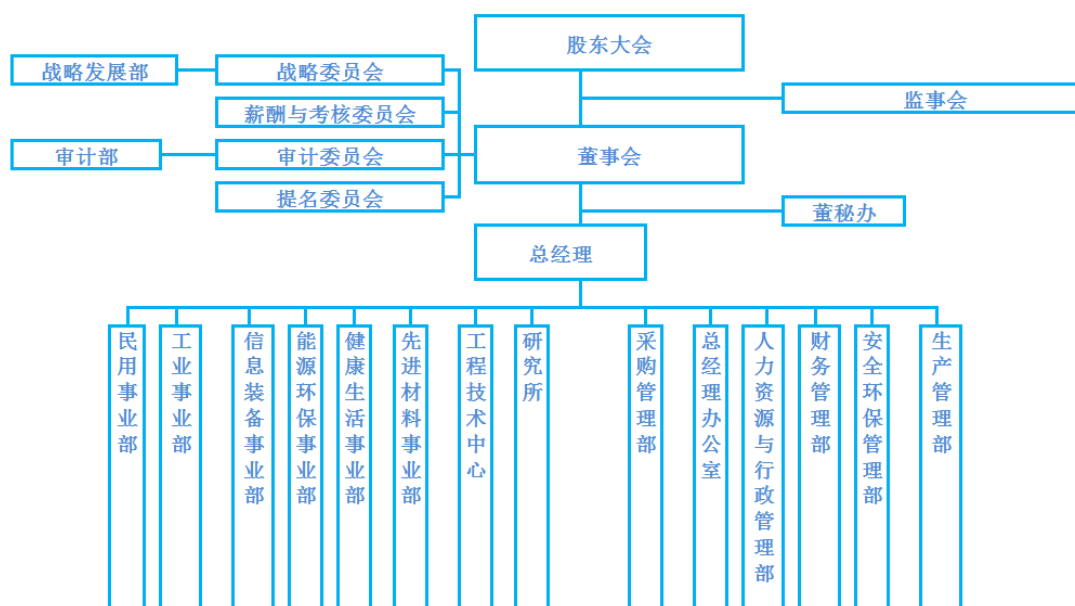 股东大会
战略发展部
战略委员会
监事会
薪酬与考核委员会
审计部
审计委员会
董事会
提名委员会
董秘办
总经理
民用事业部
工业事业部
信息装备事业部
能源环保事业部
健康生活事业部
先进材料事业部
工程技术中心
研究所
采购管理部
总经理办公室
人力资源与行政管理部
财务管理部
安全环保管理部
生产管理部